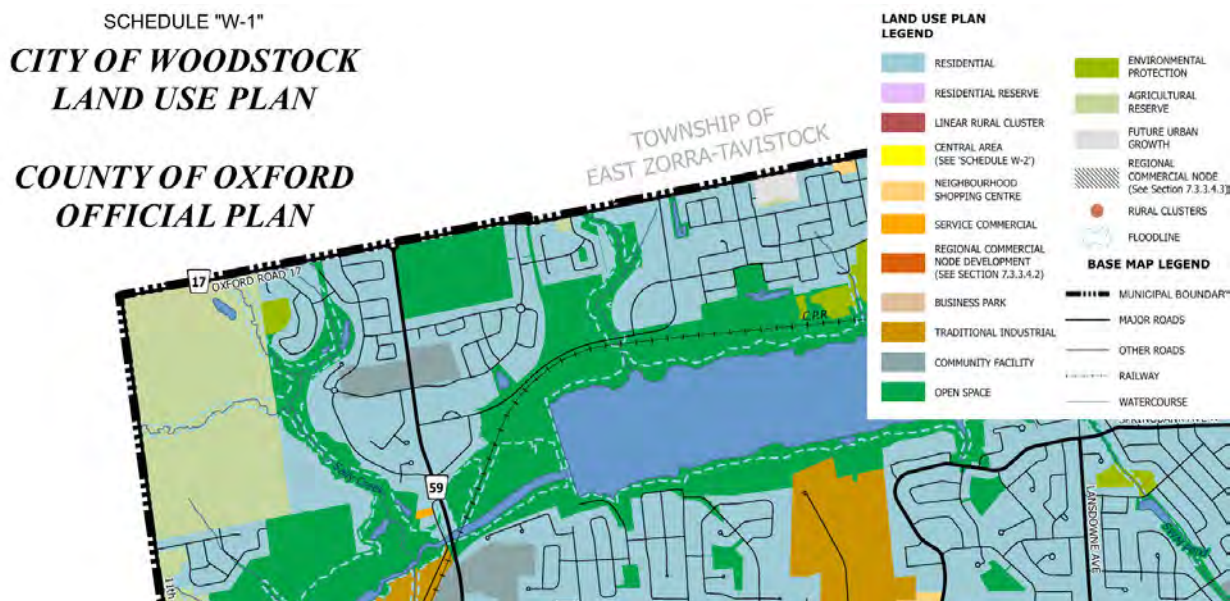 SCHEDULE "W-1"
CITY OF WOODSTOCK
LAND USE PLAN
COUNTY OF OXFORD
OFFICIAL PLAN
TOWNSHIP OF
EAST ZORRA-TAVISTOCK
17
OXFORD ROAD 17
C.P.R.
59
11th
LANSDOWNE AVE
LAND USE PLAN
LEGEND
RESIDENTIAL
RESIDENTIAL RESERVE
LINEAR RURAL CLUSTER
CENTRAL AREA
(SEE 'SCHEDULE W-2')
NEIGHBOURHOOD
SHOPPING CENTRE
SERVICE COMMERCIAL
REGIONAL COMMERCIAL
NODE DEVELOPMENT
(SEE SECTION 7.3.3.4.2)
BUSINESS PARK
TRADITIONAL INDUSTRIAL
COMMUNITY FACILITY
OPEN SPACE
ENVIRONMENTAL
PROTECTION
AGRICULTURAL
RESERVE
FUTURE URBAN
GROWTH
REGIONAL
COMMERCIAL NODE
(See Section 7.3.3.4.3)
RURAL CLUSTERS
FLOODLINE
BASE MAP LEGEND
MUNICIPAL BOUNDARY
MAJOR ROADS
OTHER ROADS
RAILWAY
WATERCOURSE